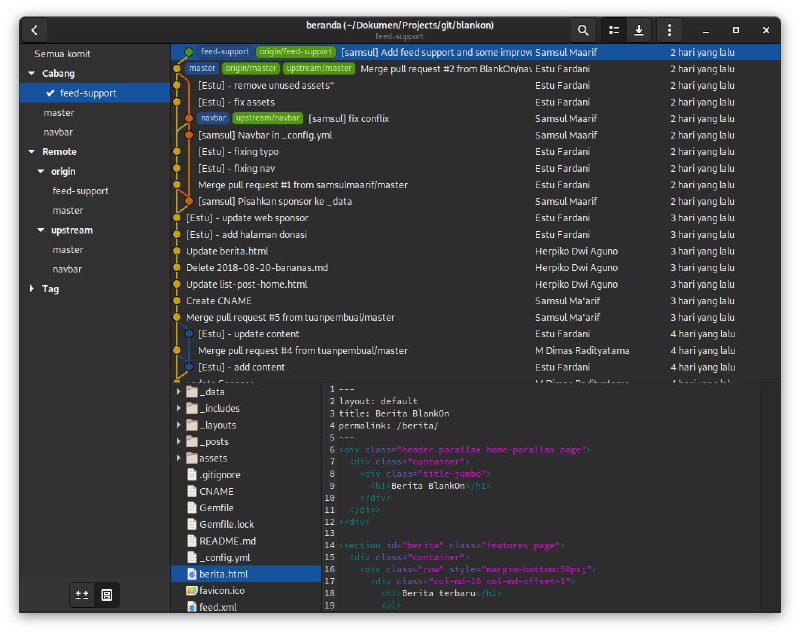 beranda (~/Dokumen/Projects/git/blankon)
feed-support
Semua komit
Cabang
feed-support
master
navbar
Remote
origin
feed-support
master
upstream
master
navbar
Tag
feed-support origin/feed-support [samsul] Add feed support and some improv Samsul Maarif 2 hari yang lalu
master origin/master upstream/master Merge pull request #2 from BlankOn/nav Estu Fardani 2 hari yang lalu
[Estu] - remove unused assets" Estu Fardani 2 hari yang lalu
[Estu] - fix assets Estu Fardani 2 hari yang lalu
navbar upstream/navbar [samsul] fix conflix Samsul Maarif 2 hari yang lalu
[samsul] Navbar in _config.yml Samsul Maarif 2 hari yang lalu
[Estu] - fixing typo Estu Fardani 2 hari yang lalu
[Estu] - fixing nav Estu Fardani 2 hari yang lalu
Merge pull request #1 from samsulmaarif/master Estu Fardani 2 hari yang lalu
[samsul] Pisahkan sponsor ke _data Samsul Maarif 2 hari yang lalu
[Estu] - update web sponsor Estu Fardani 3 hari yang lalu
[Estu] - add halaman donasi Estu Fardani 3 hari yang lalu
Update berita.html Herpiko Dwi Aguno 3 hari yang lalu
Delete 2018-08-20-bananas.md Herpiko Dwi Aguno 3 hari yang lalu
Update list-post-home.html Herpiko Dwi Aguno 3 hari yang lalu
Create CNAME Samsul Ma'arif 3 hari yang lalu
Merge pull request #5 from tuanpembual/master Samsul Ma'arif 3 hari yang lalu
[Estu] - update content Estu Fardani 4 hari yang lalu
Merge pull request #4 from tuanpembual/master M Dimas Radityatama 4 hari yang lalu
[Estu] - add content Estu Fardani 4 hari yang lalu
_data
_includes
_layouts
_posts
assets
.gitignore
CNAME
Gemfile
Gemfile.lock
README.md
_config.yml
berita.html
favicon.ico
feed.xml
1 ---
2 layout: default
3 title: Berita BlankOn
4 permalink: /berita/
5 ---
6 <div class="header parallax home-parallax page">
7 <div class="container">
8 <div class="title-jumbo">
9 <h1>Berita BlankOn</h1>
10 </div>
11 </div>
12 </div>
13
14 <section id="berita" class="features page">
15 <div class="container">
16 <div class="row" style="margin-bottom:50px;">
17 <div class="col-md-10 col-md-offset-1">
18 <h1>Berita terbaru</h1>
19 <ul>